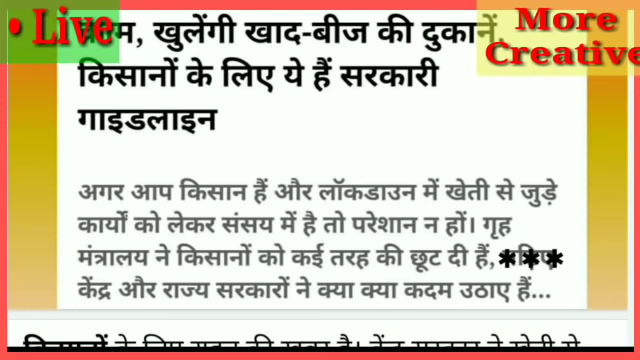 • Live
More
Creative
खुलेंगी खाद-बीज की दुकानें,
किसानों के लिए ये हैं सरकारी
गाइडलाइन
अगर आप किसान हैं और लॉकडाउन में खेती से जुड़े
कार्यों को लेकर संसय में है तो परेशान न हों। गृह
मंत्रालय ने किसानों को कई तरह की छूट दी हैं, ***
केंद्र और राज्य सरकारों ने क्या क्या कदम उठाए हैं...